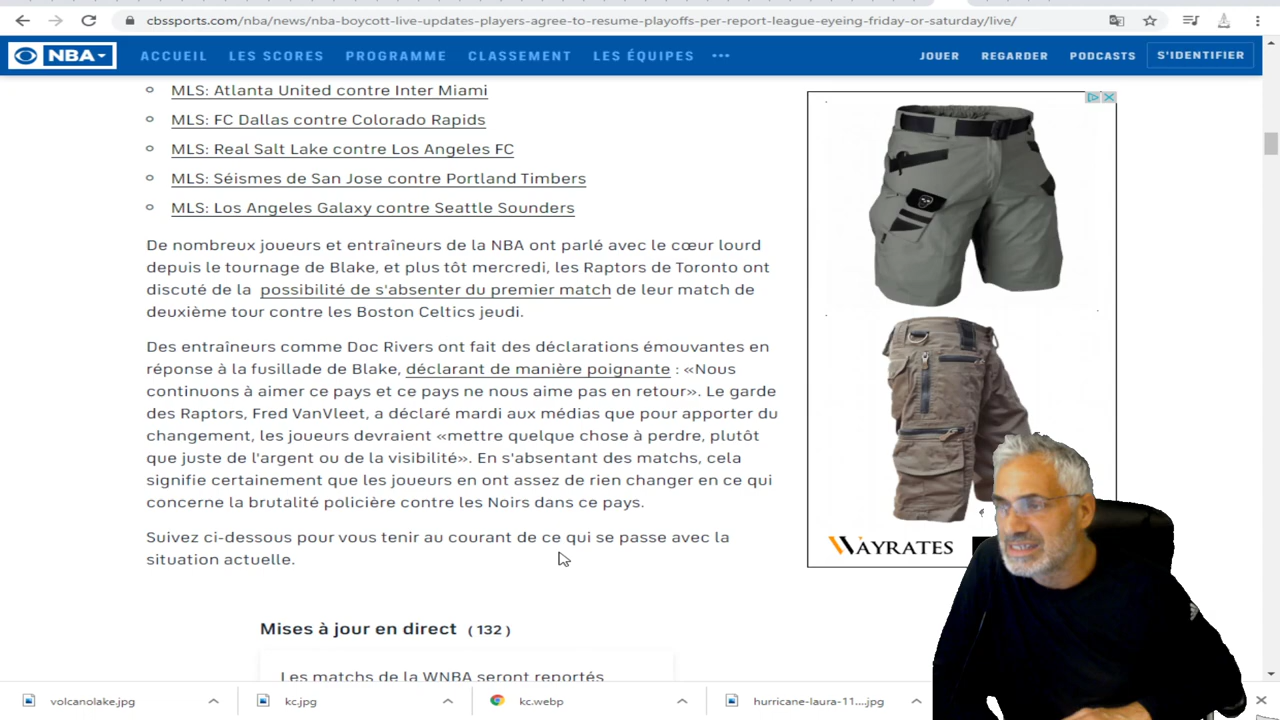 cbssports.com/nba/news/nba-boycott-live-updates-players-agree-to-resume-playoffs-per-report-league-eyeing-friday-or-saturday/live/
NBA ACCUEIL LES SCORES PROGRAMME CLASSEMENT LES ÉQUIPES ••• JOUER REGARDER PODCASTS S'IDENTIFIER
MLS: Atlanta United contre Inter Miami
MLS: FC Dallas contre Colorado Rapids
MLS: Real Salt Lake contre Los Angeles FC
MLS: Séismes de San Jose contre Portland Timbers
MLS: Los Angeles Galaxy contre Seattle Sounders
De nombreux joueurs et entraîneurs de la NBA ont parlé avec le cœur lourd
depuis le tournage de Blake, et plus tôt mercredi, les Raptors de Toronto ont
discuté de la possibilité de s'absenter du premier match de leur match de
deuxième tour contre les Boston Celtics jeudi.
Des entraîneurs comme Doc Rivers ont fait des déclarations émouvantes en
réponse à la fusillade de Blake, déclarant de manière poignante : «Nous
continuons à aimer ce pays et ce pays ne nous aime pas en retour». Le garde
des Raptors, Fred VanVleet, a déclaré mardi aux médias que pour apporter du
changement, les joueurs devraient «mettre quelque chose à perdre, plutôt
que juste de l'argent ou de la visibilité». En s'absentant des matchs, cela
signifie certainement que les joueurs en ont assez de rien changer en ce qui
concerne la brutalité policière contre les Noirs dans ce pays.
Suivez ci-dessous pour vous tenir au courant de ce qui se passe avec la
situation actuelle.
Mises à jour en direct (132)
Les matchs de la WNBA seront reportés
WAYRATES
volcanolake.jpg kc.jpg kc.webp hurricane-laura-11....jpg